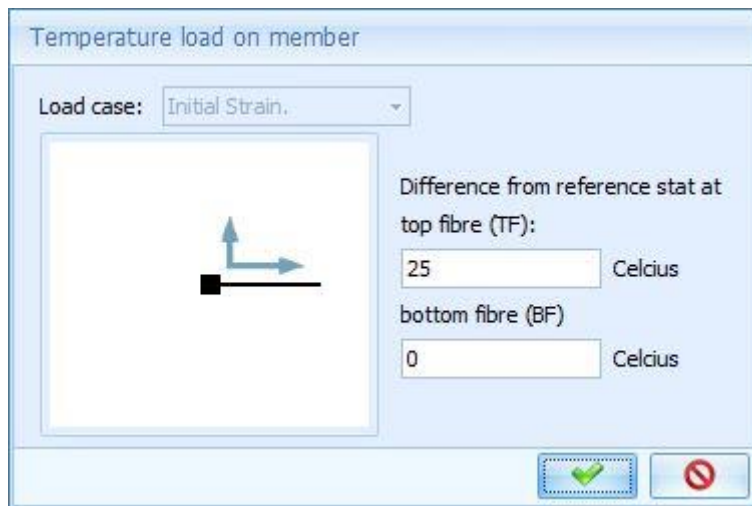 Temperature load on member
Load case: Initial Strain.
Difference from reference stat at
top fibre (TF):
25 Celcius
bottom fibre (BF)
0 Celcius